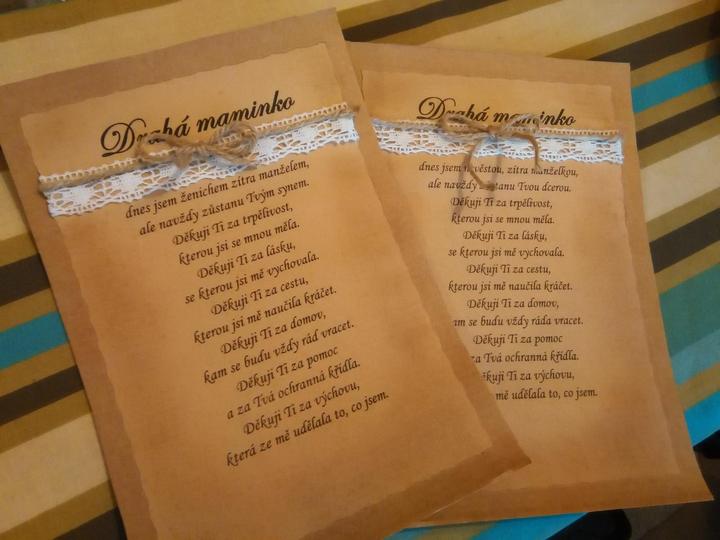 Drahá maminko
dnes jsem ženichem zítra manželem,
ale navždy zůstanu Tvým synem.
Děkuji Ti za trpělivost,
kterou jsi se mnou měla.
Děkuji Ti za lásku,
se kterou jsi mě vychovala.
Děkuji Ti za cestu,
kterou jsi mě naučila kráčet.
Děkuji Ti za domov,
kam se budu vždy rád vracet.
Děkuji Ti za pomoc
a za Tvá ochranná křídla.
Děkuji Ti za výchovu,
která ze mě udělala to, co jsem.
Drahá maminko
dnes jsem nevěstou, zítra manželkou,
ale navždy zůstanu Tvou dcerou.
Děkuji Ti za trpělivost,
kterou jsi se mnou měla.
Děkuji Ti za lásku,
se kterou jsi mě vychovala.
Děkuji Ti za cestu,
kterou jsi mě naučila kráčet.
Děkuji Ti za domov,
kam se budu vždy ráda vracet.
Děkuji Ti za pomoc
za Tvá ochranná křídla.
Děkuji Ti za výchovu,
mě udělala to, co jsem.